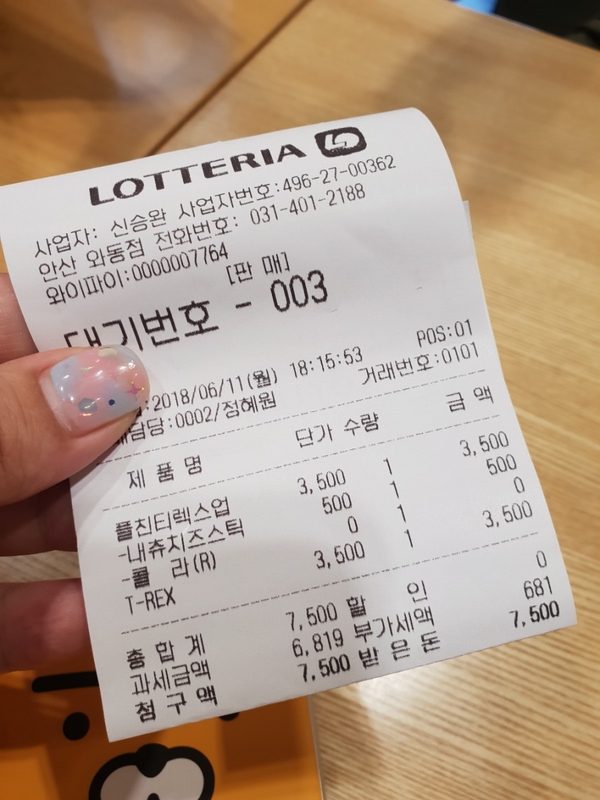 LOTTERIA
사업자: 신승완 사업자번호:496-27-00362
안산 와동점 전화번호: 031-401-2188
와이파이:0000007764
[판 매]
대기번호 - 003
:2018/06/11(월) 18:15:53 POS:01
담당:0002/정혜원 거래번호:0101
제 품 명 단가 수량 금 액
플친티렉스업 3,500 1 3,500
-내쥬치즈스틱 500 1 500
-콜 라(R) 0 1 0
T-REX 3,500 1 3,500
총 합 계 7,500 할 인 0
과세금액 6,819 부가세액 681
청 구 액 7,500 받 은 돈 7,500